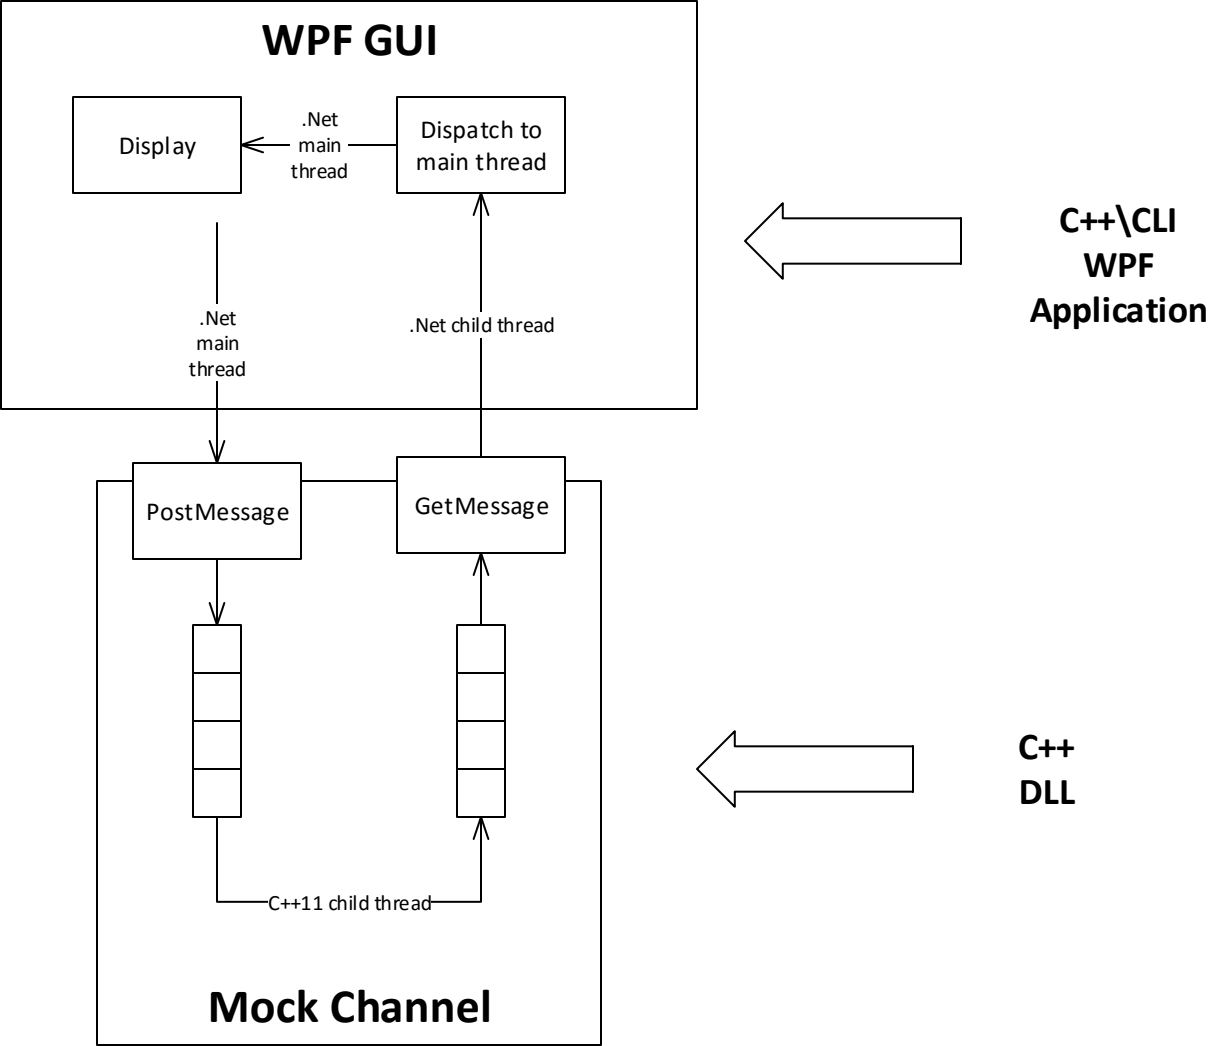 WPF GUI
Display
.Net
main
thread
Dispatch to
main thread
.Net
main
thread
.Net child thread
C++\CLI
WPF
Application
PostMessage
GetMessage
C++
DLL
C++11 child thread
Mock Channel